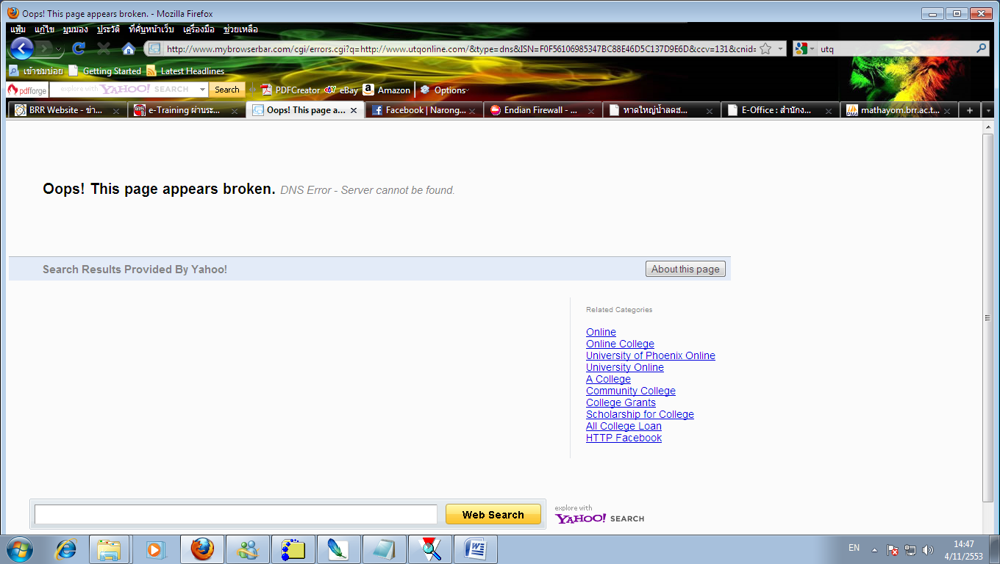 Oops! This page appears broken. - Mozilla Firefox
แฟ้ม แก้ไข มุมมอง ประวัติ ที่คั่นหน้าเว็บ เครื่องมือ ช่วยเหลือ
http://www.mybrowserbar.com/cgi/errors.cgi?q=http://www.utqonline.com/&type=dns&ISN=F0F56106985347BC88E46D5C137D9E6D&ccv=131&cnid= utq
เข้าชมบ่อย Getting Started Latest Headlines
pdfforge explore with YAHOO! SEARCH Search PDFCreator eBay Amazon Options
BRR Website - ข่า... e-Training ผ่านระ... Oops! This page a... Facebook | Narong... Endian Firewall - ... หาดใหญ่น้ำลดฮ... E-Office : สำนักง... mathayom.brr.ac.t...
Oops! This page appears broken. DNS Error - Server cannot be found.
Search Results Provided By Yahoo! About this page
Related Categories
Online
Online College
University of Phoenix Online
University Online
A College
Community College
College Grants
Scholarship for College
All College Loan
HTTP Facebook
Web Search explore with YAHOO! SEARCH
EN 14:47
4/11/2553